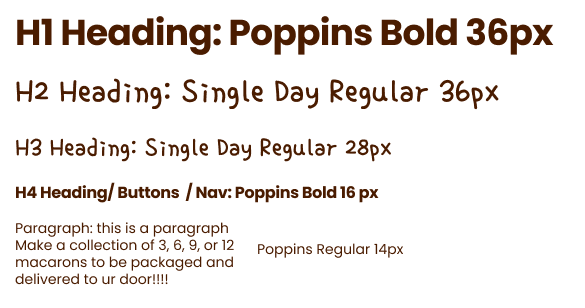 H1 Heading: Poppins Bold 36px
H2 Heading: Single Day Regular 36px
H3 Heading: Single Day Regular 28px
H4 Heading/ Buttons / Nav: Poppins Bold 16 px
Paragraph: this is a paragraph
Make a collection of 3, 6, 9, or 12
macarons to be packaged and
delivered to ur door!!!!
Poppins Regular 14px